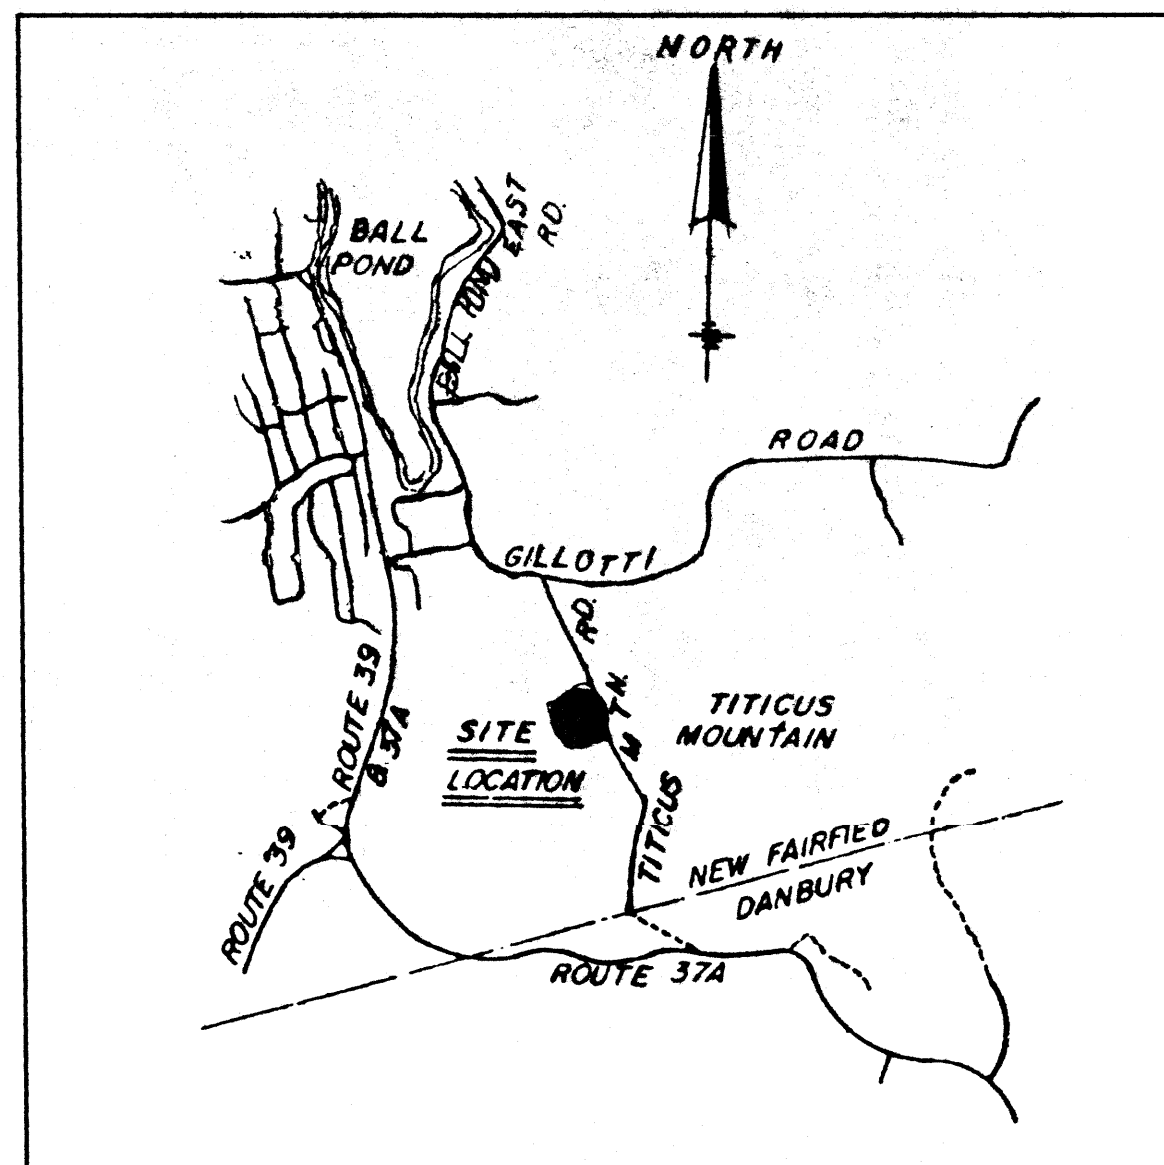 NORTH
BALL
POND
BALL POND EAST
RD.
ROAD
GILLOTTI
RD.
MTN.
TITICUS
TITICUS
MOUNTAIN
SITE
LOCATION
ROUTE 39
& 37A
ROUTE 39
NEW FAIRFIED
DANBURY
ROUTE 37A